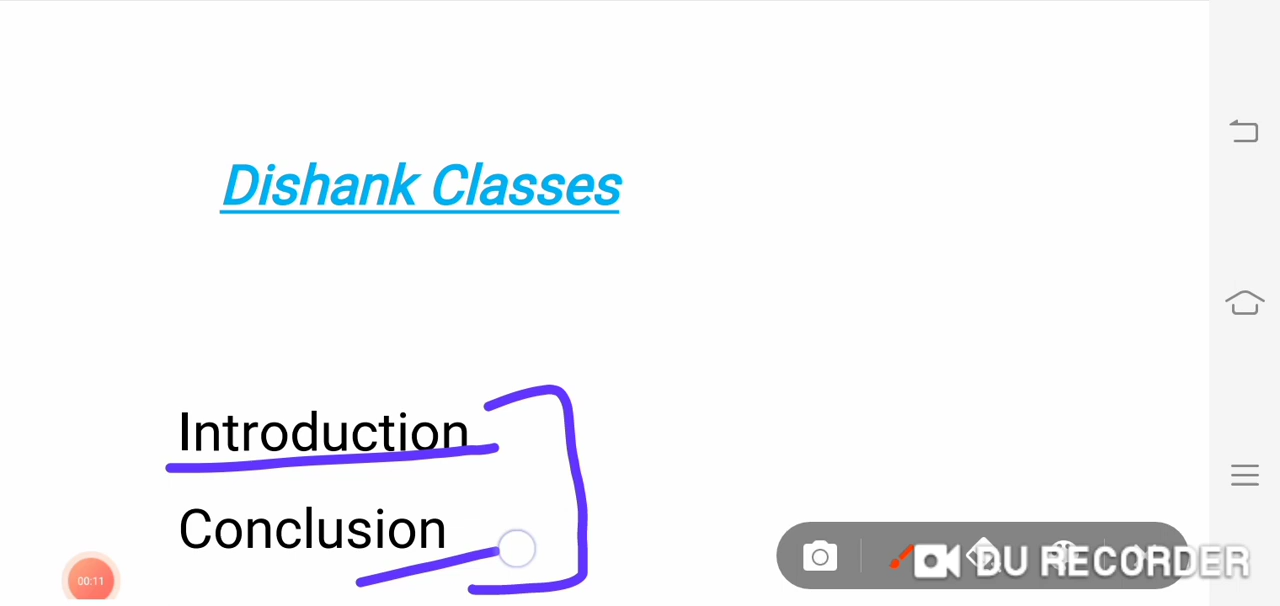 Dishank Classes
Introduction
Conclusion
00:11
DU RECORDER